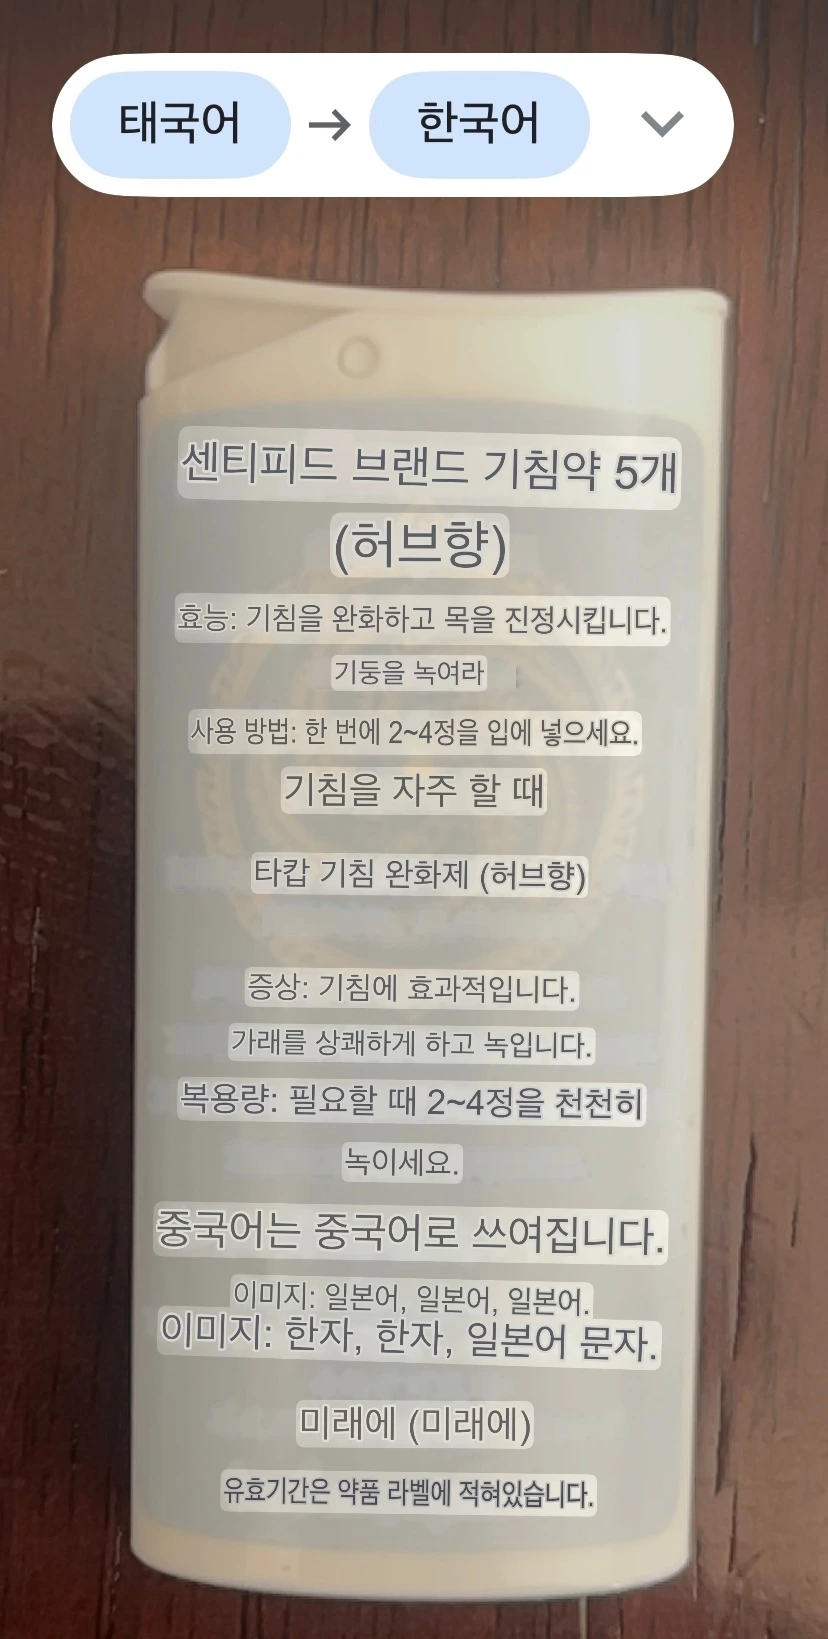 태국어 → 한국어
센티피드 브랜드 기침약 5개
(허브향)
효능: 기침을 완화하고 목을 진정시킵니다.
기둥을 녹여라
사용 방법: 한 번에 2~4정을 입에 넣으세요.
기침을 자주 할 때
타캅 기침 완화제 (허브향)
증상: 기침에 효과적입니다.
가래를 상쾌하게 하고 녹입니다.
복용량: 필요할 때 2~4정을 천천히
녹이세요.
중국어는 중국어로 쓰여집니다.
이미지: 일본어, 일본어, 일본어.
이미지: 한자, 한자, 일본어 문자.
미래에 (미래에)
유효기간은 약품 라벨에 적혀있습니다.